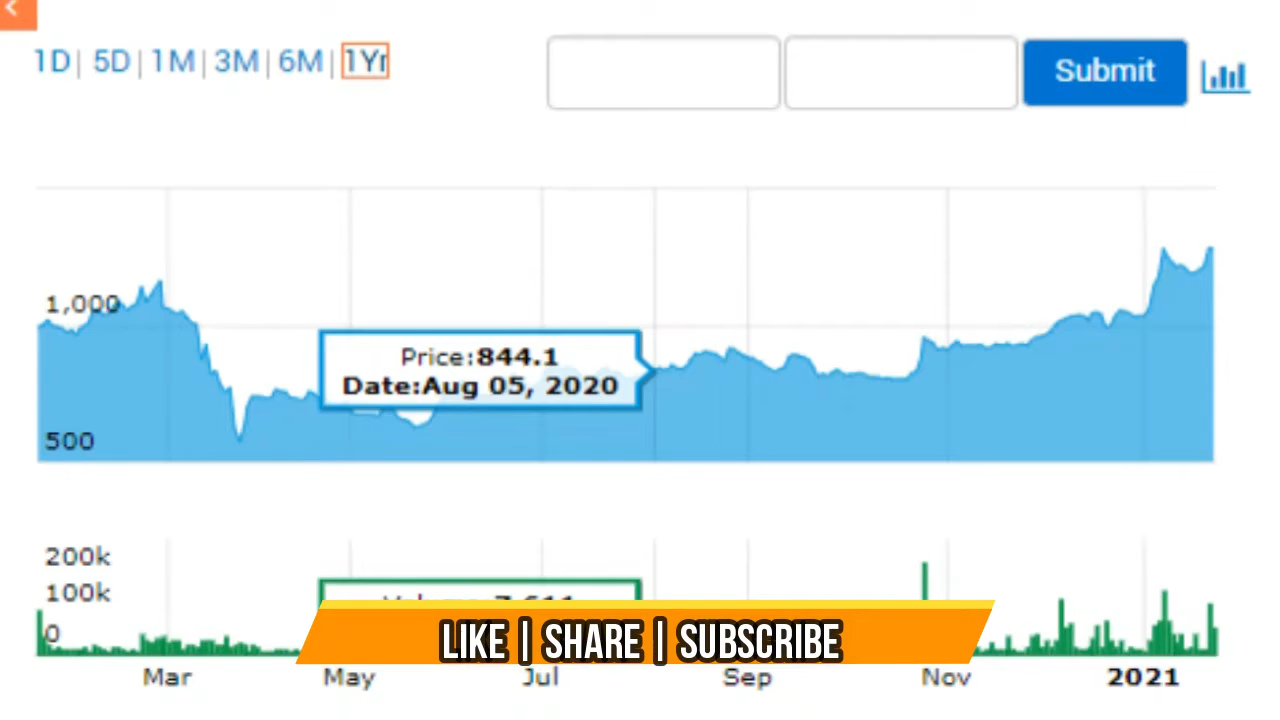 1D| 5D| 1M| 3M| 6M| 1Yr
Submit
1,000
Price:844.1
Date:Aug 05, 2020
500
200k
100k
0
LIKE | SHARE | SUBSCRIBE
Mar May Jul Sep Nov 2021